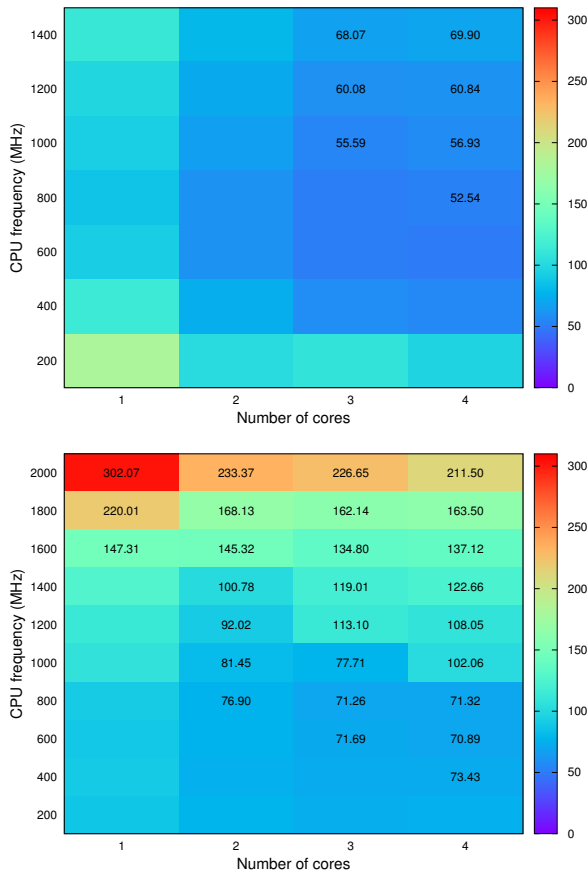 1400 68.07 69.90 300
1200 60.08 60.84 250
1000 55.59 56.93 200
CPU frequency (MHz)
800 52.54 150
600 100
400 50
200 0
1 2 3 4
Number of cores
2000 302.07 233.37 226.65 211.50 300
1800 220.01 168.13 162.14 163.50 250
1600 147.31 145.32 134.80 137.12
1400 100.78 119.01 122.66 200
CPU frequency (MHz)
1200 92.02 113.10 108.05 150
1000 81.45 77.71 102.06
800 76.90 71.26 71.32 100
600 71.69 70.89
400 73.43 50
200 0
1 2 3 4
Number of cores